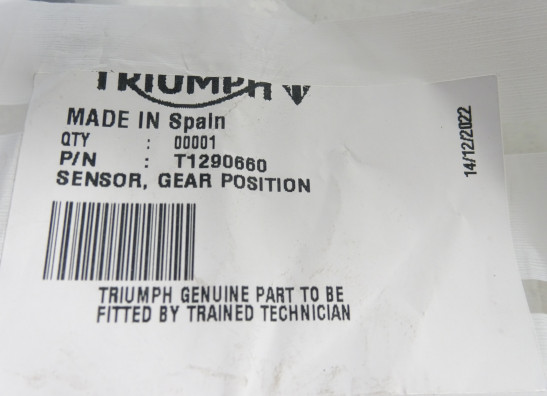 TRIUMPH
MADE IN Spain
QTY : 00001
P/N : T1290660
SENSOR, GEAR POSITION
TRIUMPH GENUINE PART TO BE
FITTED BY TRAINED TECHNICIAN
14/12/2022